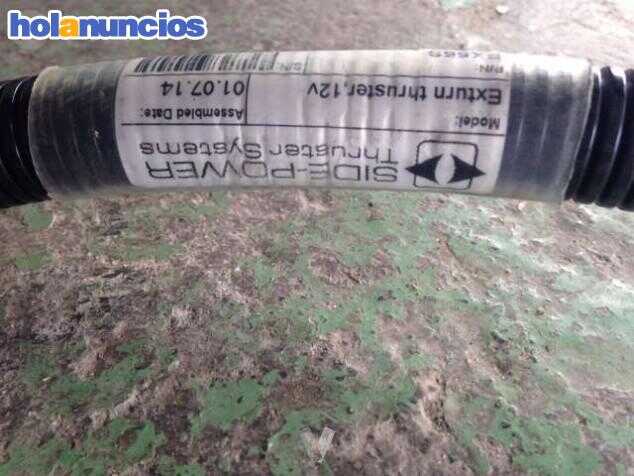 holanuncios
SIDE-POWER
Thruster Systems
Model: Assembled Date:
Exturn thruster,12v 01.07.14
P/N: S/N: